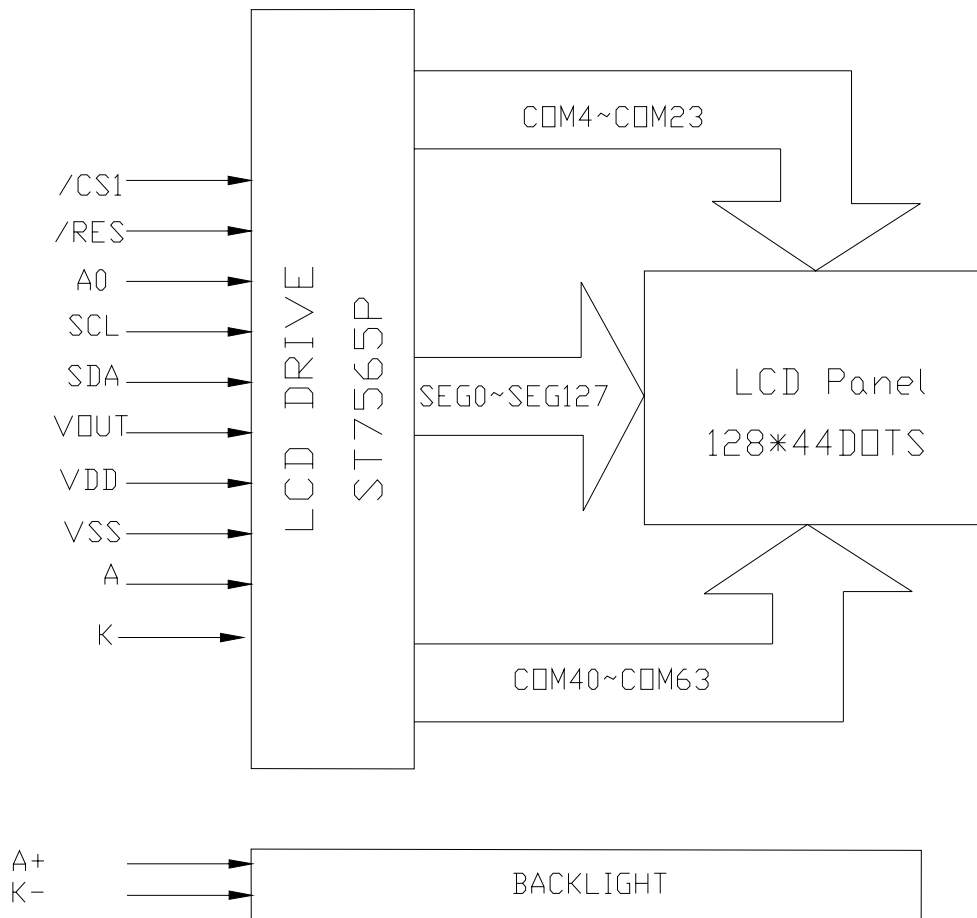 COM4~COM23
/CS1
/RES
A0
SCL
SDA
VOUT
VDD
VSS
A
K
LCD DRIVE
ST7565P
SEG0~SEG127
LCD Panel
128*44DOTS
COM40~COM63
A+
K-
BACKLIGHT